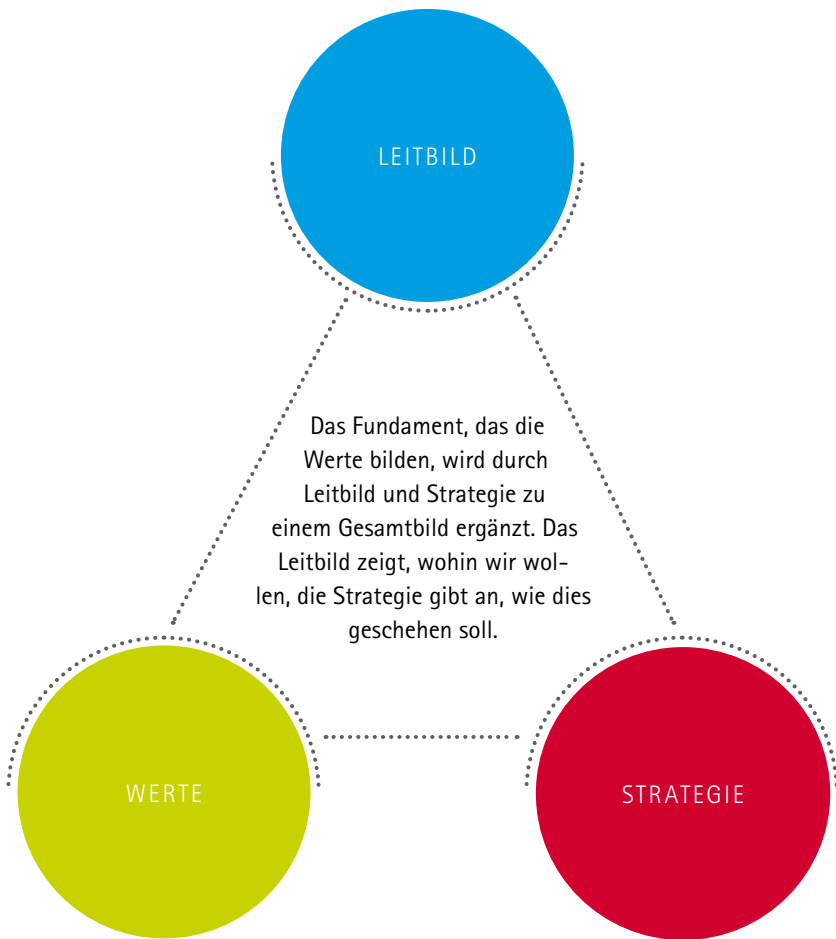 LEITBILD
Das Fundament, das die
Werte bilden, wird durch
Leitbild und Strategie zu
einem Gesamtbild ergänzt. Das
Leitbild zeigt, wohin wir wol-
len, die Strategie gibt an, wie dies
geschehen soll.
WERTE
STRATEGIE